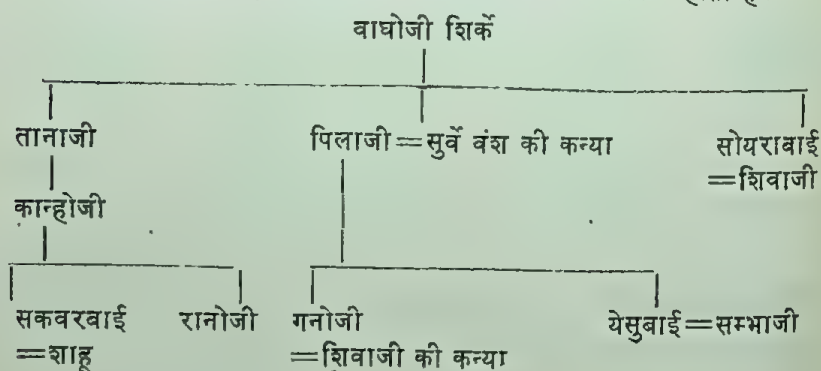 वाघोजी शिर्के
तानाजी पिलाजी=सुर्वे वंश की कन्या सोयराबाई
=शिवाजी
कान्होजी
सकवरबाई रानोजी गनोजी येसुबाई=सम्भाजी
=शाहू =शिवाजी की कन्या